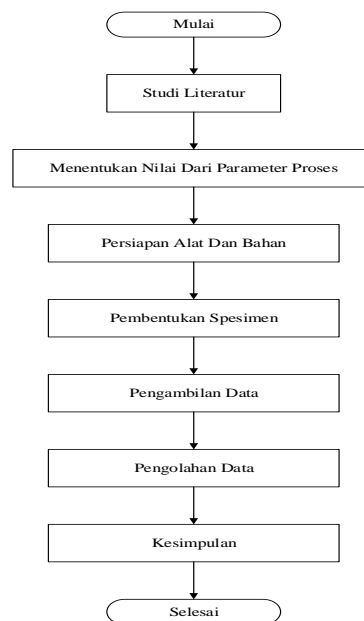 Mulai
Studi Literatur
Menentukan Nilai Dari Parameter Proses
Persiapan Alat Dan Bahan
Pembentukan Spesimen
Pengambilan Data
Pengolahan Data
Kesimpulan
Selesai